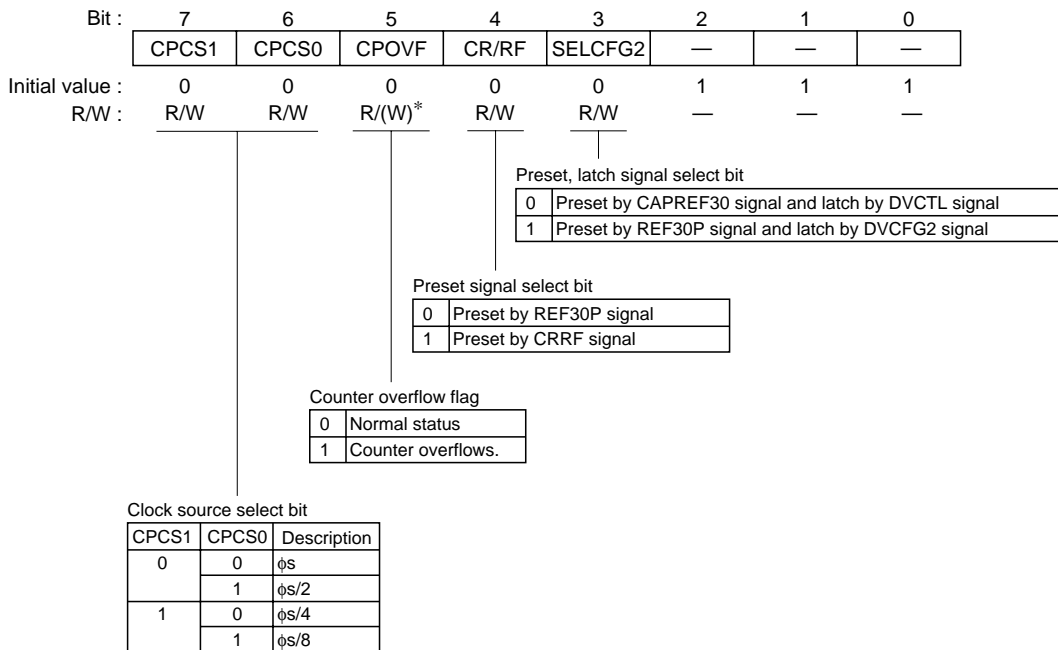 Bit : 7 6 5 4 3 2 1 0
CPCS1 CPCS0 CPOVF CR/RF SELCFG2 — — —
Initial value : 0 0 0 0 0 1 1 1
R/W : R/W R/W R/(W)* R/W R/W — — —
Preset, latch signal select bit
0 Preset by CAPREF30 signal and latch by DVCTL signal
1 Preset by REF30P signal and latch by DVCFG2 signal
Preset signal select bit
0 Preset by REF30P signal
1 Preset by CRRF signal
Counter overflow flag
0 Normal status
1 Counter overflows.
Clock source select bit
CPCS1 CPCS0 Description
0 0 ϕs
1 ϕs/2
1 0 ϕs/4
1 ϕs/8